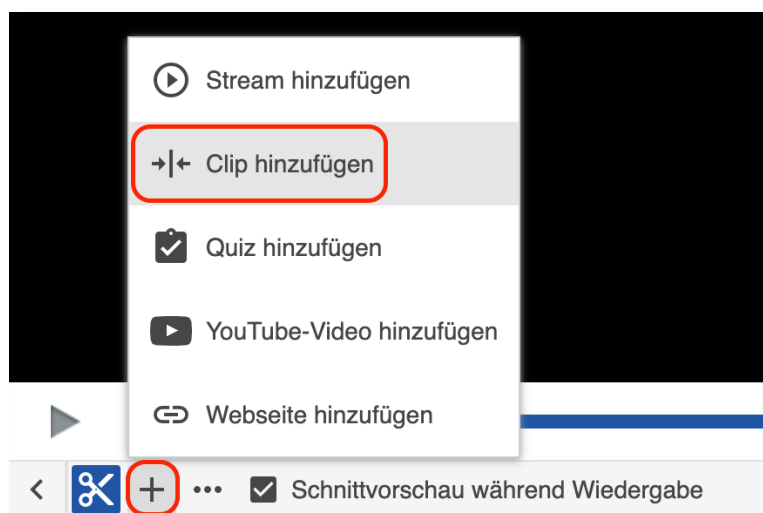 Stream hinzufügen
Clip hinzufügen
Quiz hinzufügen
YouTube-Video hinzufügen
Webseite hinzufügen
Schnittvorschau während Wiedergabe